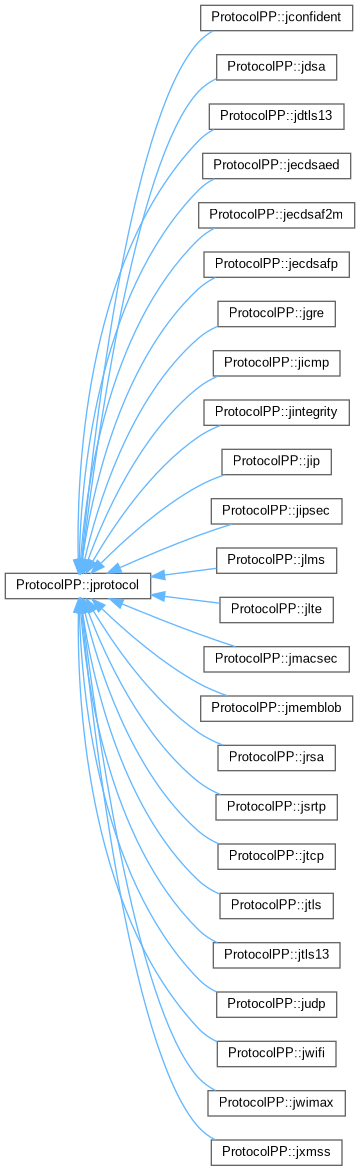 ProtocolPP::jconfident
ProtocolPP::jdsa
ProtocolPP::jdtls13
ProtocolPP::jecdsaed
ProtocolPP::jecdsaf2m
ProtocolPP::jecdsafp
ProtocolPP::jgre
ProtocolPP::jicmp
ProtocolPP::jintegrity
ProtocolPP::jip
ProtocolPP::jipsec
ProtocolPP::jlms
ProtocolPP::jprotocol
ProtocolPP::jlte
ProtocolPP::jmacsec
ProtocolPP::jmemblob
ProtocolPP::jrsa
ProtocolPP::jsrtp
ProtocolPP::jtcp
ProtocolPP::jtls
ProtocolPP::jtls13
ProtocolPP::judp
ProtocolPP::jwifi
ProtocolPP::jwimax
ProtocolPP::jxmss